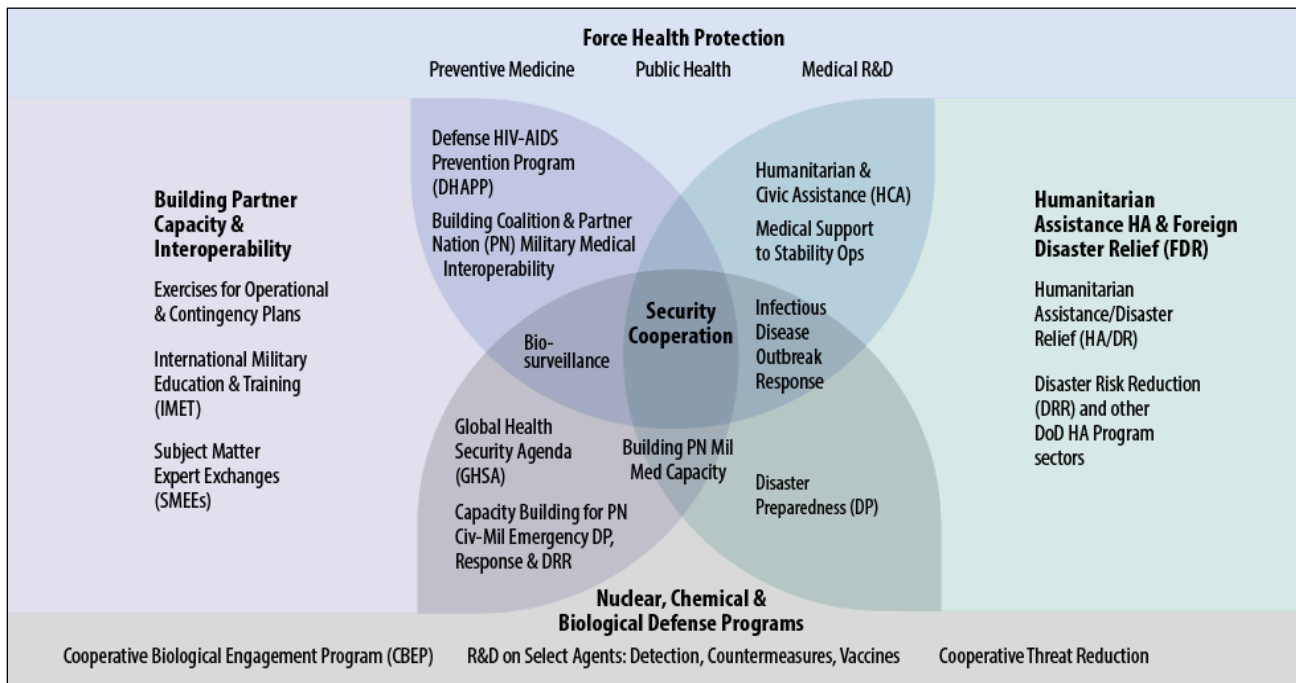 Force Health Protection
Preventive Medicine
Public Health
Medical R&D
Defense HIV-AIDS
Prevention Program
(DHAPP)
Building Coalition & Partner
Nation (PN) Military Medical
Interoperability
Humanitarian &
Civic Assistance (HCA)
Medical Support
to Stability Ops
Building Partner
Capacity &
Interoperability
Exercises for Operational
& Contingency Plans
International Military
Education & Training
(IMET)
Subject Matter
Expert Exchanges
(SMEEs)
Bio-
surveillance
Security
Cooperation
Infectious
Disease
Outbreak
Response
Humanitarian
Assistance HA & Foreign
Disaster Relief (FDR)
Humanitarian
Assistance/Disaster
Relief (HA/DR)
Disaster Risk Reduction
(DRR) and other
DoD HA Program
sectors
Global Health
Security Agenda
(GHSA)
Capacity Building for PN
Civ-Mil Emergency DP,
Response & DRR
Building PN Mil
Med Capacity
Disaster
Preparedness (DP)
Nuclear, Chemical &
Biological Defense Programs
Cooperative Biological Engagement Program (CBEP)
R&D on Select Agents: Detection, Countermeasures, Vaccines
Cooperative Threat Reduction